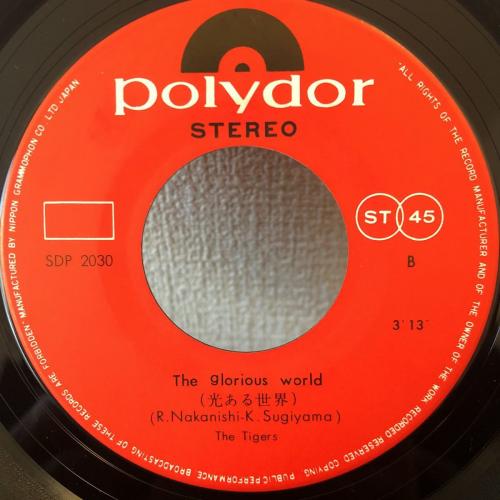 polydor
STEREO
ST 45
SDP 2030
B
3'13"
The glorious world
(光ある世界)
(R.Nakanishi-K.Sugiyama)
The Tigers
ALL RIGHTS OF THE RECORD MANUFACTURER AND OF THE OWNER OF THE WORK RECORDED RESERVED COPYING PUBLIC PERFORMANCE BROADCASTING OF THESE RECORDS ARE FORBIDDEN·MANUFACTURED BY NIPPON GRAMMOPHON CO. LTD JAPAN